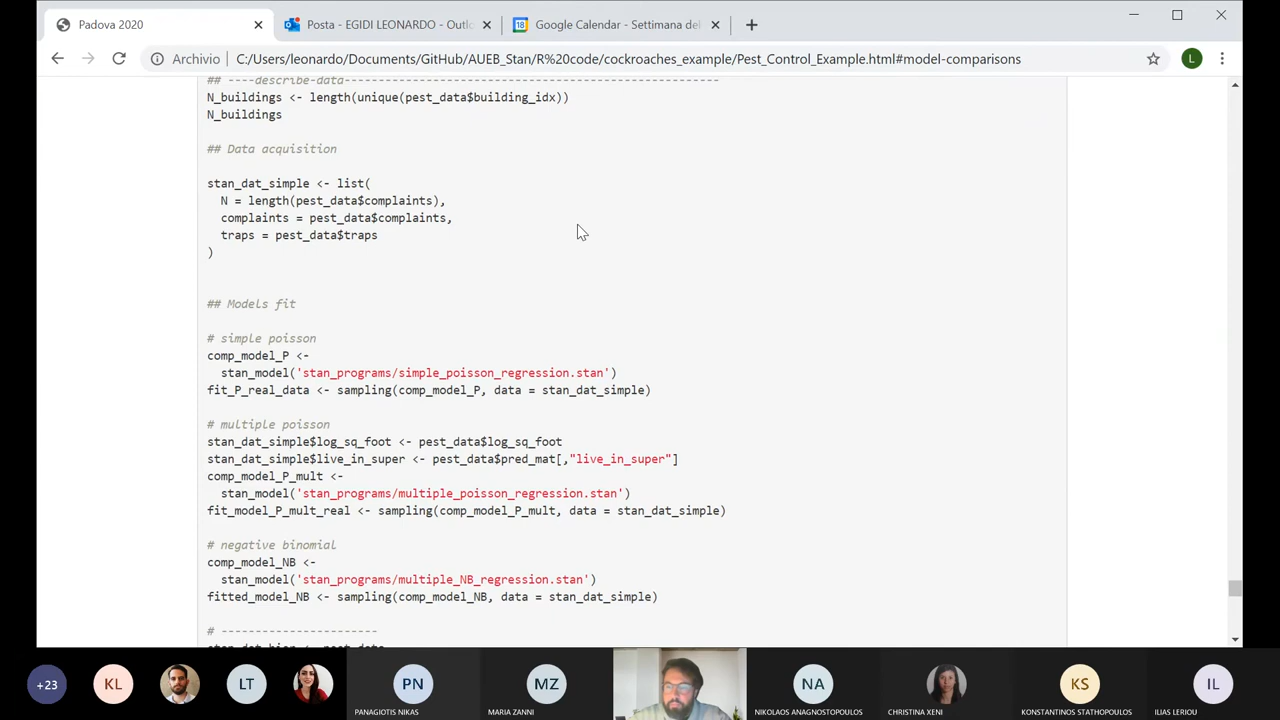 Padova 2020
Posta - EGIDI LEONARDO - Outlo
18
Google Calendar - Settimana del
Archivio
C:/Users/leonardo/Documents/GitHub/AUEB_Stan/R%20code/cockroaches_example/Pest_Control_Example.html#model-comparisons
L
## ----describe-data--------------------------------------------------------
N_buildings <- length(unique(pest_data$building_idx))
N_buildings
## Data acquisition
stan_dat_simple <- list(
N = length(pest_data$complaints),
complaints = pest_data$complaints,
traps = pest_data$traps
)
## Models fit
# simple poisson
comp_model_P <-
stan_model('stan_programs/simple_poisson_regression.stan')
fit_P_real_data <- sampling(comp_model_P, data = stan_dat_simple)
# multiple poisson
stan_dat_simple$log_sq_foot <- pest_data$log_sq_foot
stan_dat_simple$live_in_super <- pest_data$pred_mat[,"live_in_super"]
comp_model_P_mult <-
stan_model('stan_programs/multiple_poisson_regression.stan')
fit_model_P_mult_real <- sampling(comp_model_P_mult, data = stan_dat_simple)
# negative binomial
comp_model_NB <-
stan_model('stan_programs/multiple_NB_regression.stan')
fitted_model_NB <- sampling(comp_model_NB, data = stan_dat_simple)
# -----------------------
+23
KL
LT
PN
PANAGIOTIS NIKAS
MZ
MARIA ZANNI
NA
NIKOLAOS ANAGNOSTOPOULOS
CHRISTINA XENI
KS
KONSTANTINOS STATHOPOULOS
IL
ILIAS LERIOU